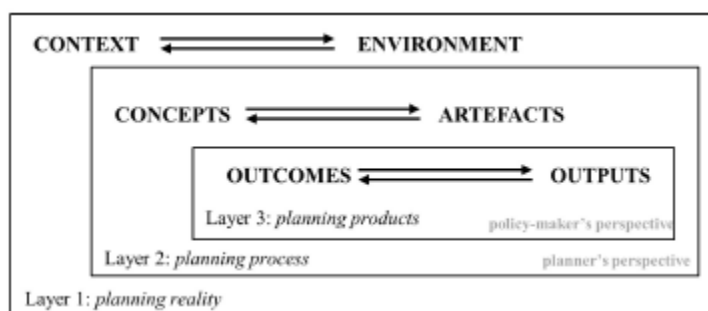 CONTEXT ENVIRONMENT
CONCEPTS ARTEFACTS
OUTCOMES OUTPUTS
Layer 3: planning products
policy-maker's perspective
Layer 2: planning process
planner's perspective
Layer 1: planning reality